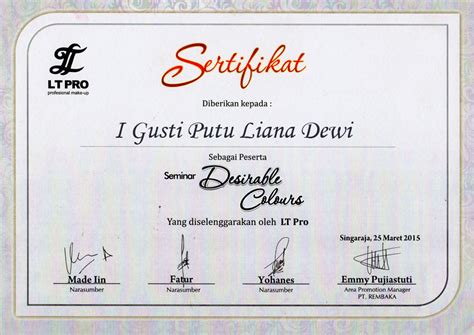 LT PRO
profesional make-up
Sertifikat
Diberikan kepada :
I Gusti Putu Liana Dewi
Sebagai Peserta
Seminar Desirable
Colours
Yang diselenggarakan oleh LT Pro
Singaraja, 25 Maret 2015
Made Iin
Narasumber
Fatur
Narasumber
Yohanes
Narasumber
Emmy Pujiastuti
Area Promotion Manager
PT. REMBAKA